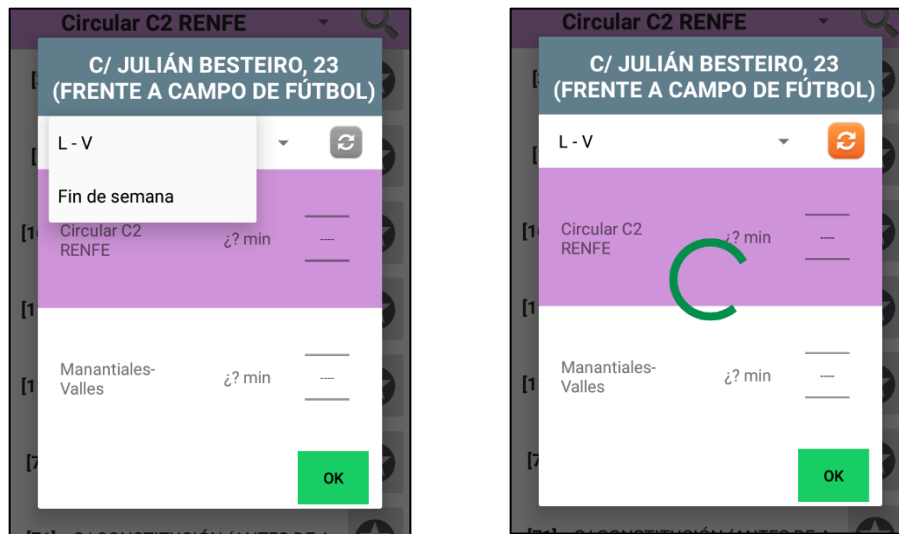 Circular C2 RENFE
C/ JULIÁN BESTEIRO, 23
(FRENTE A CAMPO DE FÚTBOL)
L - V
Fin de semana
Circular C2
RENFE
¿? min
----
Manantiales-
Valles
¿? min
----
OK
Circular C2 RENFE
C/ JULIÁN BESTEIRO, 23
(FRENTE A CAMPO DE FÚTBOL)
L - V
Circular C2
RENFE
¿? min
----
Manantiales-
Valles
¿? min
----
OK